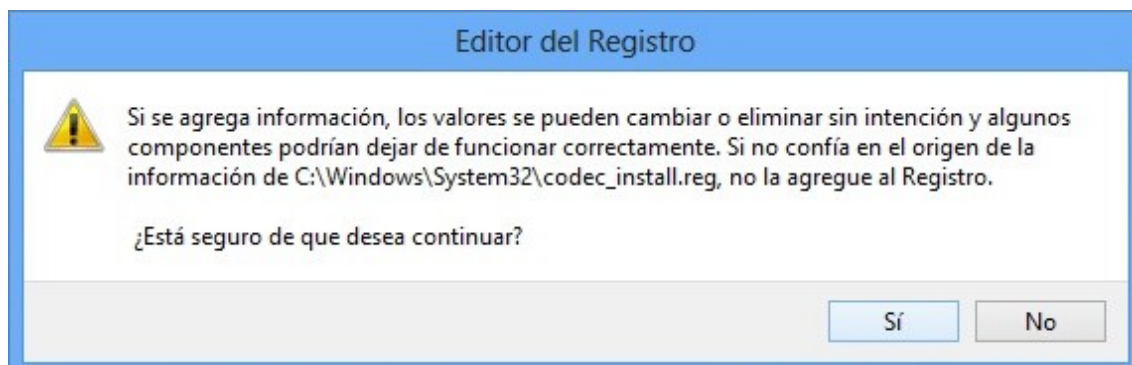 Editor del Registro
Si se agrega información, los valores se pueden cambiar o eliminar sin intención y algunos
componentes podrían dejar de funcionar correctamente. Si no confía en el origen de la
información de C:\Windows\System32\codec_install.reg, no la agregue al Registro.
¿Está seguro de que desea continuar?
Sí
No